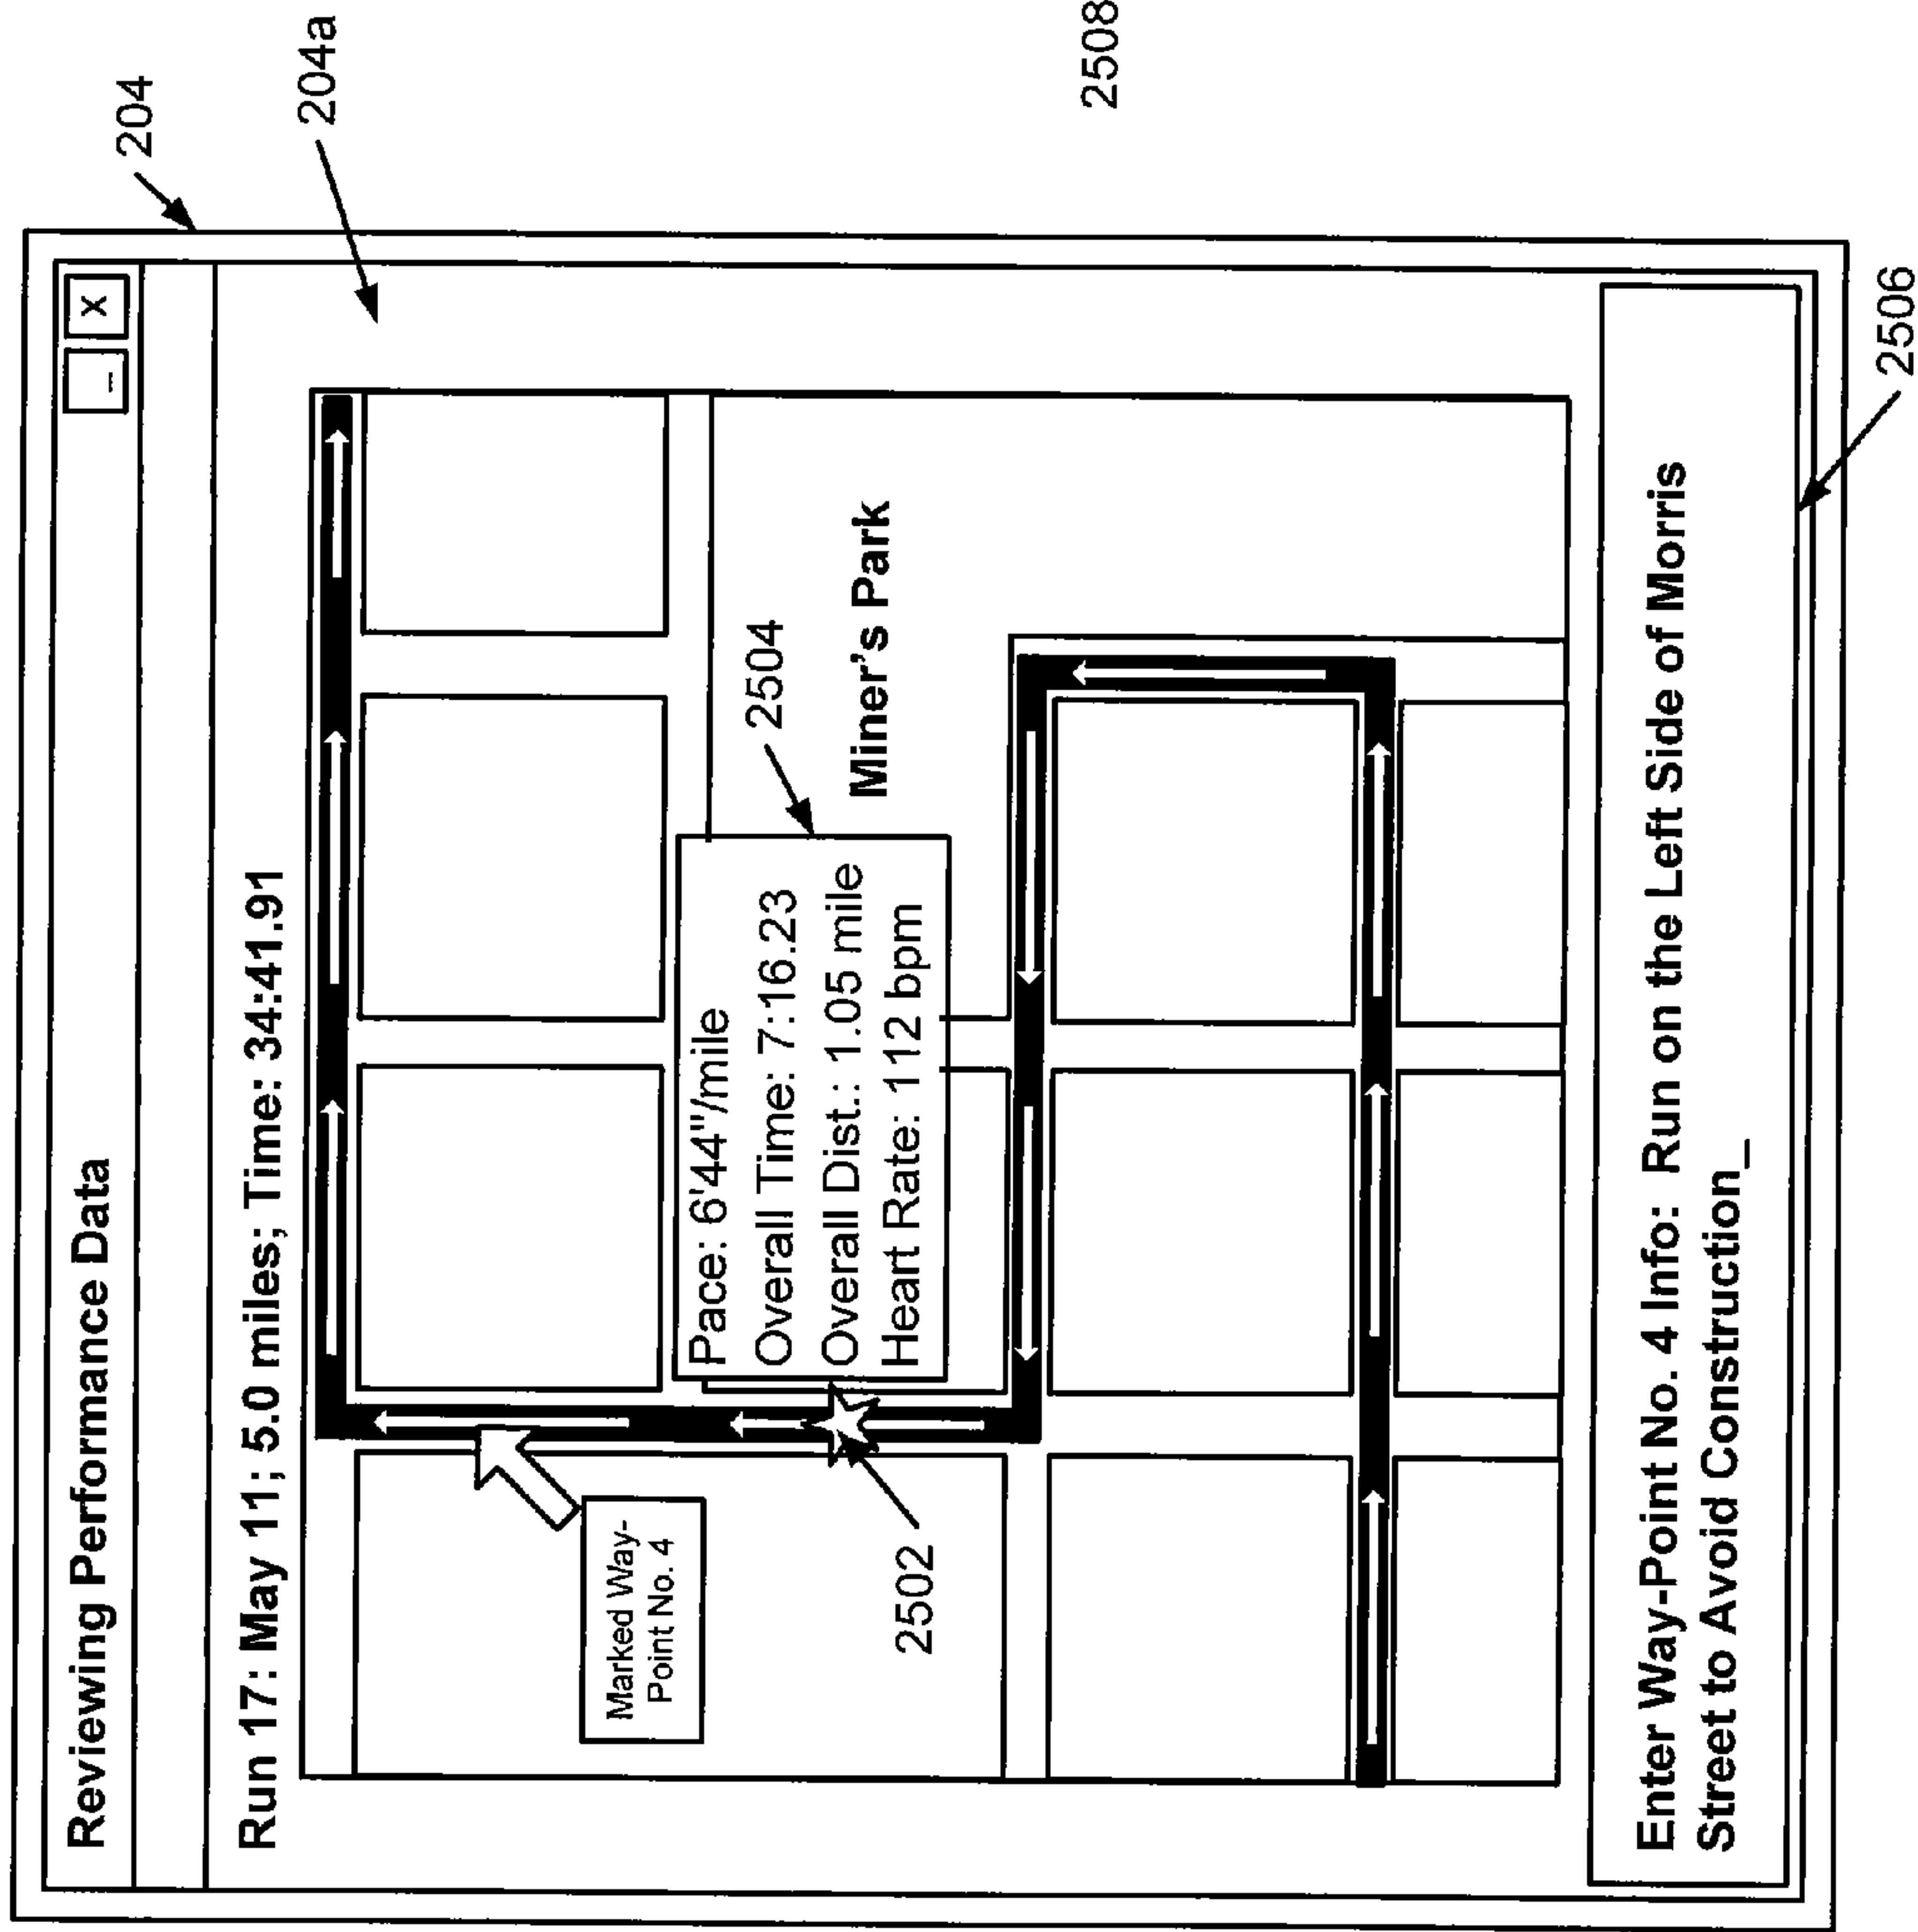 204
204a
Reviewing Performance Data
_ X
Run 17: May 11; 5.0 miles; Time: 34:41.91
Marked Way-
Point No. 4
Pace: 6'44"/mile
Overall Time: 7:16.23
Overall Dist.: 1.05 mile
Heart Rate: 112 bpm
2504
Miner's Park
2502
2508
Enter Way-Point No. 4 Info: Run on the Left Side of Morris
Street to Avoid Construction_
2506